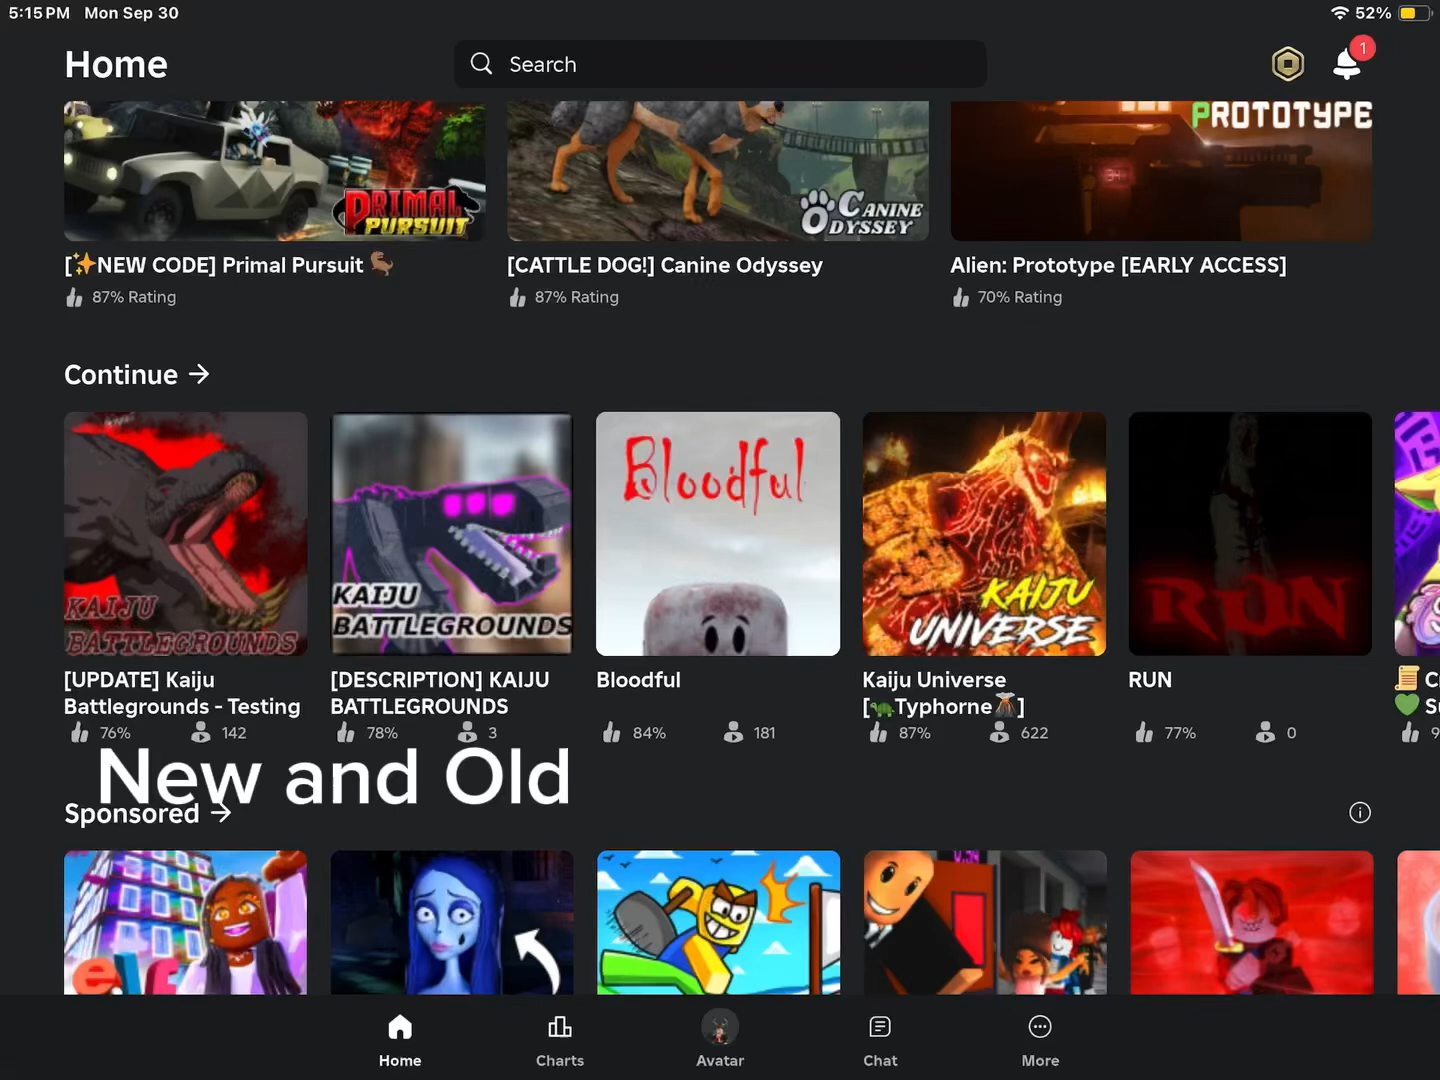 5:15 PM Mon Sep 30
52%
Home
Search
1
PRIMAL
PURSUIT
CANINE
ODYSSEY
PROTOTYPE
34
[✨NEW CODE] Primal Pursuit 🦖
[CATTLE DOG!] Canine Odyssey
Alien: Prototype [EARLY ACCESS]
87% Rating
87% Rating
70% Rating
Continue →
KAIJU
BATTLEGROUNDS
KAIJU
BATTLEGROUNDS
Bloodful
KAIJU
UNIVERSE
RUN
[UPDATE] Kaiju
Battlegrounds - Testing
76% 142
[DESCRIPTION] KAIJU
BATTLEGROUNDS
78% 3
Bloodful
84% 181
Kaiju Universe
[🐢Typhorne🌋]
87% 622
RUN
77% 0
New and Old
Sponsored →
Home
Charts
Avatar
Chat
More